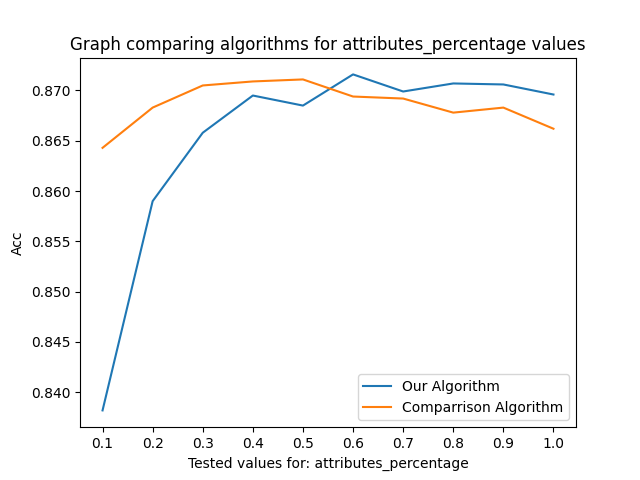 Graph comparing algorithms for attributes_percentage values
0.870
0.865
0.860
0.855
0.850
0.845
0.840
Acc
Our Algorithm
Comparrison Algorithm
0.1 0.2 0.3 0.4 0.5 0.6 0.7 0.8 0.9 1.0
Tested values for: attributes_percentage